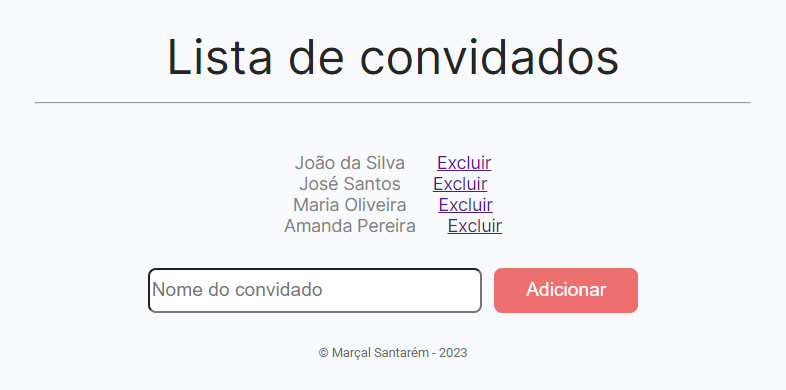 Lista de convidados
João da Silva Excluir
José Santos Excluir
Maria Oliveira Excluir
Amanda Pereira Excluir
Nome do convidado Adicionar
© Marçal Santarém - 2023